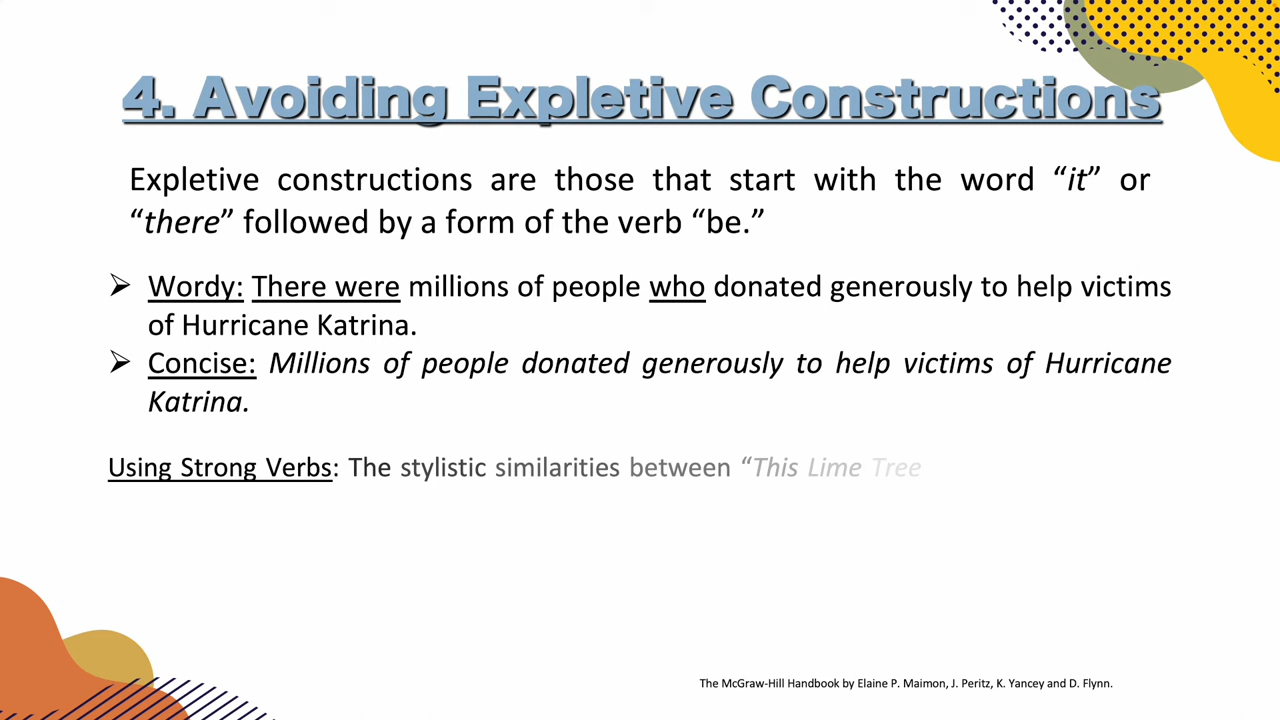 4. Avoiding Expletive Constructions
Expletive constructions are those that start with the word “it” or
“there” followed by a form of the verb “be.”
➢ Wordy: There were millions of people who donated generously to help victims
of Hurricane Katrina.
➢ Concise: Millions of people donated generously to help victims of Hurricane
Katrina.
Using Strong Verbs: The stylistic similarities between “This Lime Tree
The McGraw-Hill Handbook by Elaine P. Maimon, J. Peritz, K. Yancey and D. Flynn.